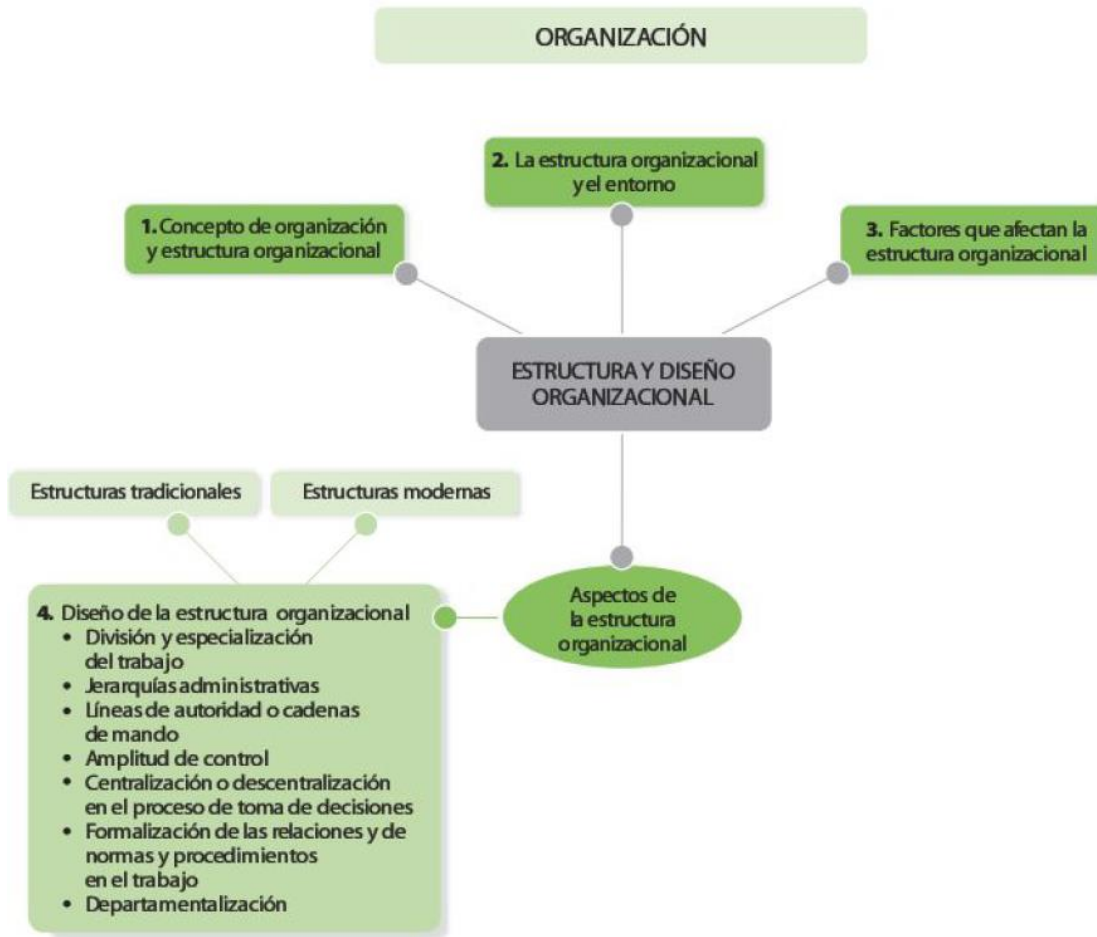 ORGANIZACIÓN
2. La estructura organizacional
y el entorno
1. Concepto de organización
y estructura organizacional
3. Factores que afectan la
estructura organizacional
ESTRUCTURA Y DISEÑO
ORGANIZACIONAL
Estructuras tradicionales
Estructuras modernas
Aspectos de
la estructura
organizacional
4. Diseño de la estructura organizacional
• División y especialización
del trabajo
• Jerarquías administrativas
• Líneas de autoridad o cadenas
de mando
• Amplitud de control
• Centralización o descentralización
en el proceso de toma de decisiones
• Formalización de las relaciones y de
normas y procedimientos
en el trabajo
• Departamentalización